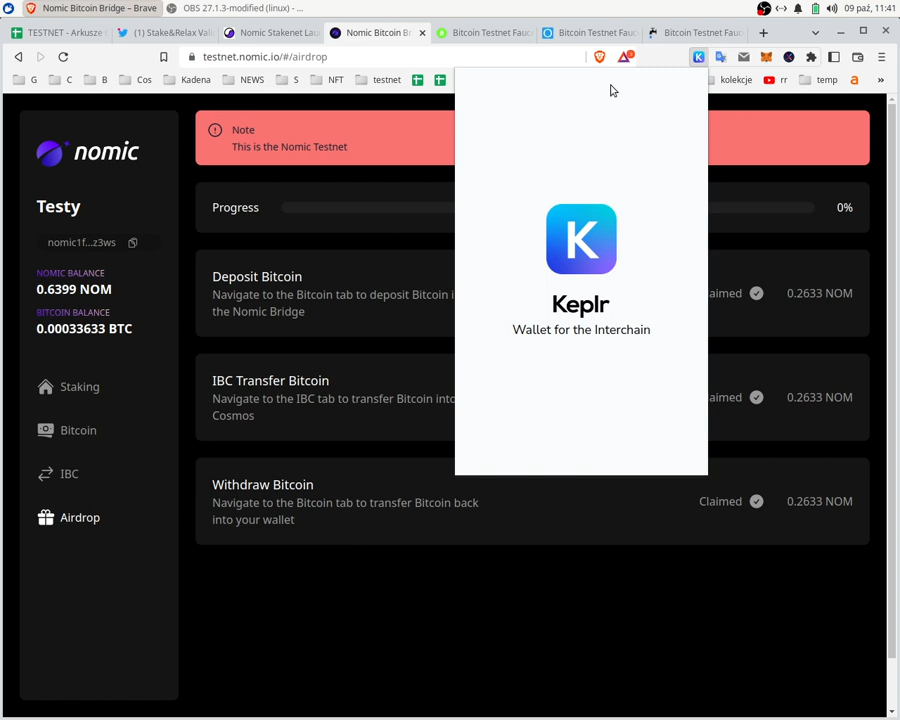 Nomic Bitcoin Bridge – Brave
OBS 27.1.3-modified (linux) - ...
09 paź, 11:41
TESTNET - Arkusze
(1) Stake&Relax Vali
Nomic Stakenet Lau
Nomic Bitcoin Br
Bitcoin Testnet Fauc
Bitcoin Testnet Fauc
Bitcoin Testnet Fauc
testnet.nomic.io/#/airdrop
G
C
B
Cos
Kadena
NEWS
S
NFT
testnet
kolekcje
rr
temp
a
»
nomic
Testy
nomic1f...z3ws
NOMIC BALANCE
0.6399 NOM
BITCOIN BALANCE
0.00033633 BTC
Staking
Bitcoin
IBC
Airdrop
Note
This is the Nomic Testnet
Progress
0%
Deposit Bitcoin
Navigate to the Bitcoin tab to deposit Bitcoin i
the Nomic Bridge
aimed
0.2633 NOM
IBC Transfer Bitcoin
Navigate to the IBC tab to transfer Bitcoin into
Cosmos
laimed
0.2633 NOM
Withdraw Bitcoin
Navigate to the Bitcoin tab to transfer Bitcoin back
into your wallet
Claimed
0.2633 NOM
K
Keplr
Wallet for the Interchain